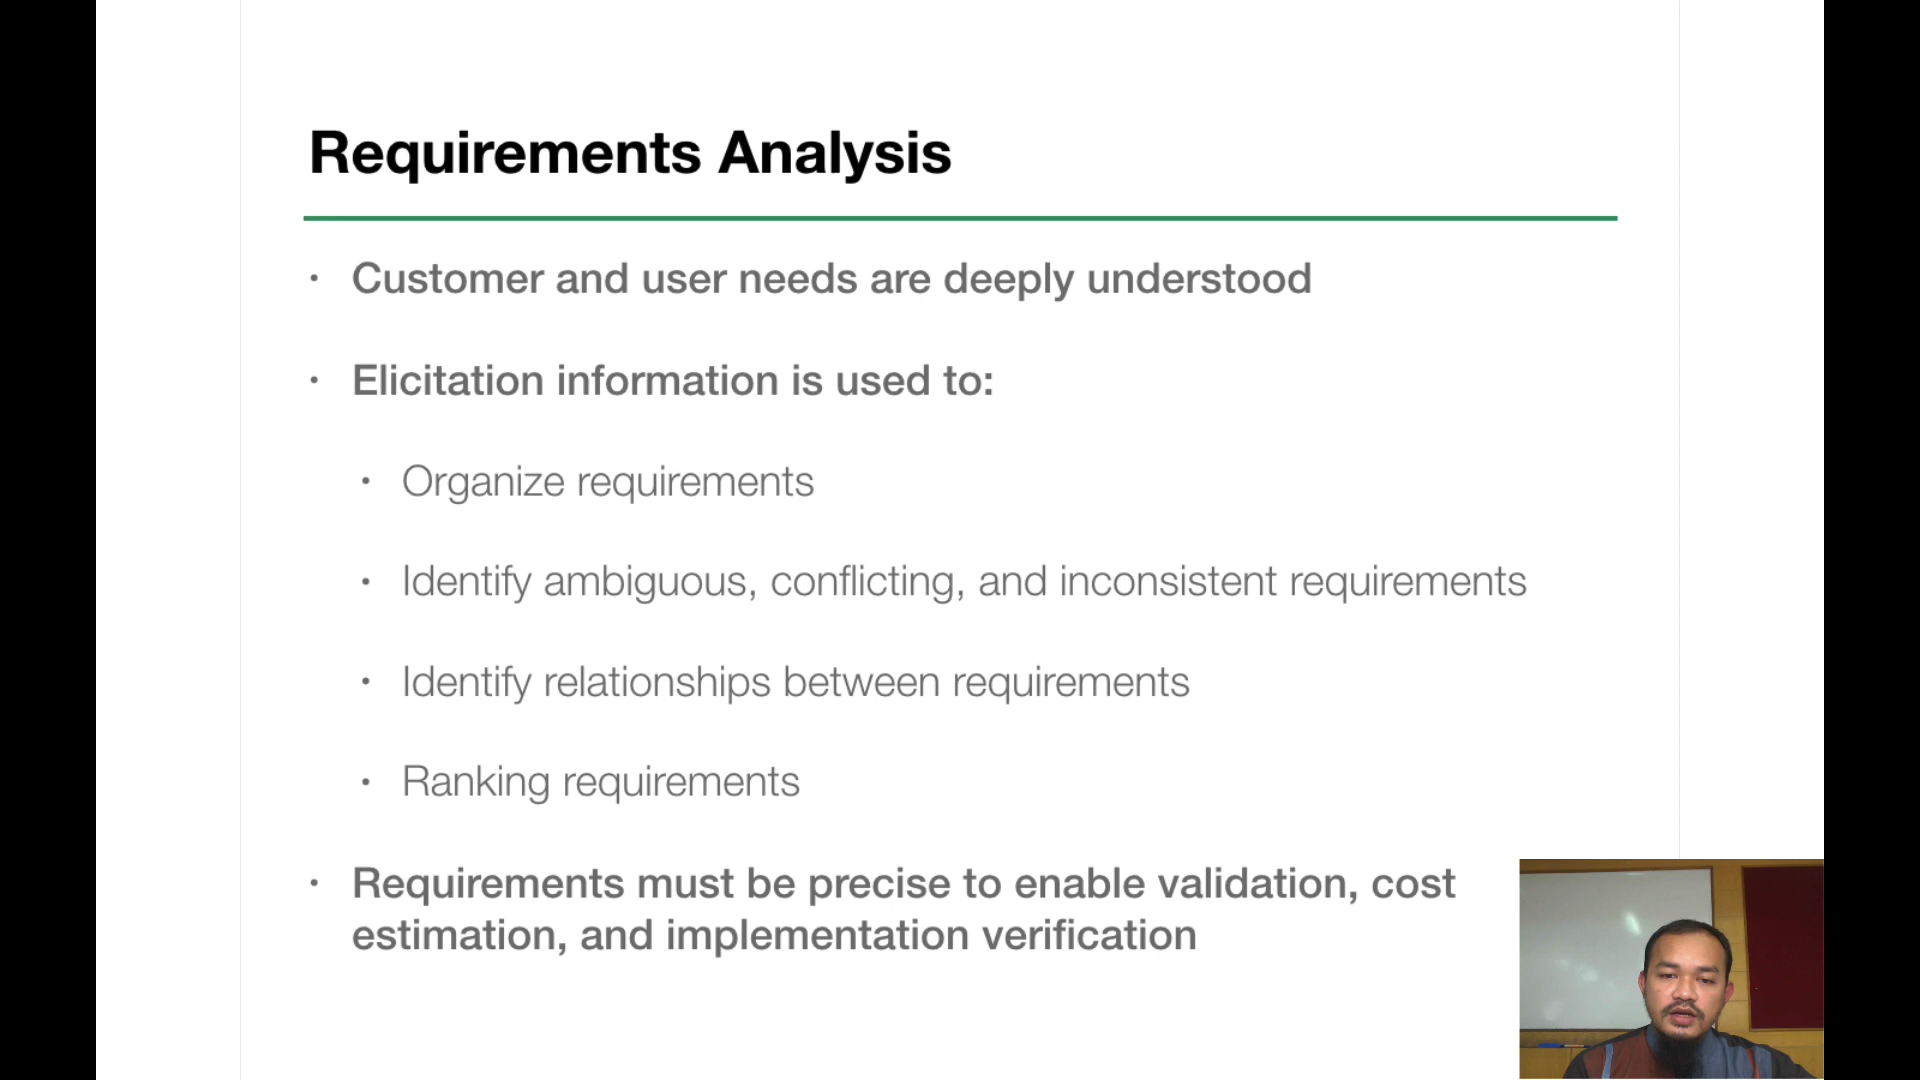 Requirements Analysis
• Customer and user needs are deeply understood
• Elicitation information is used to:
• Organize requirements
• Identify ambiguous, conflicting, and inconsistent requirements
• Identify relationships between requirements
• Ranking requirements
• Requirements must be precise to enable validation, cost
estimation, and implementation verification